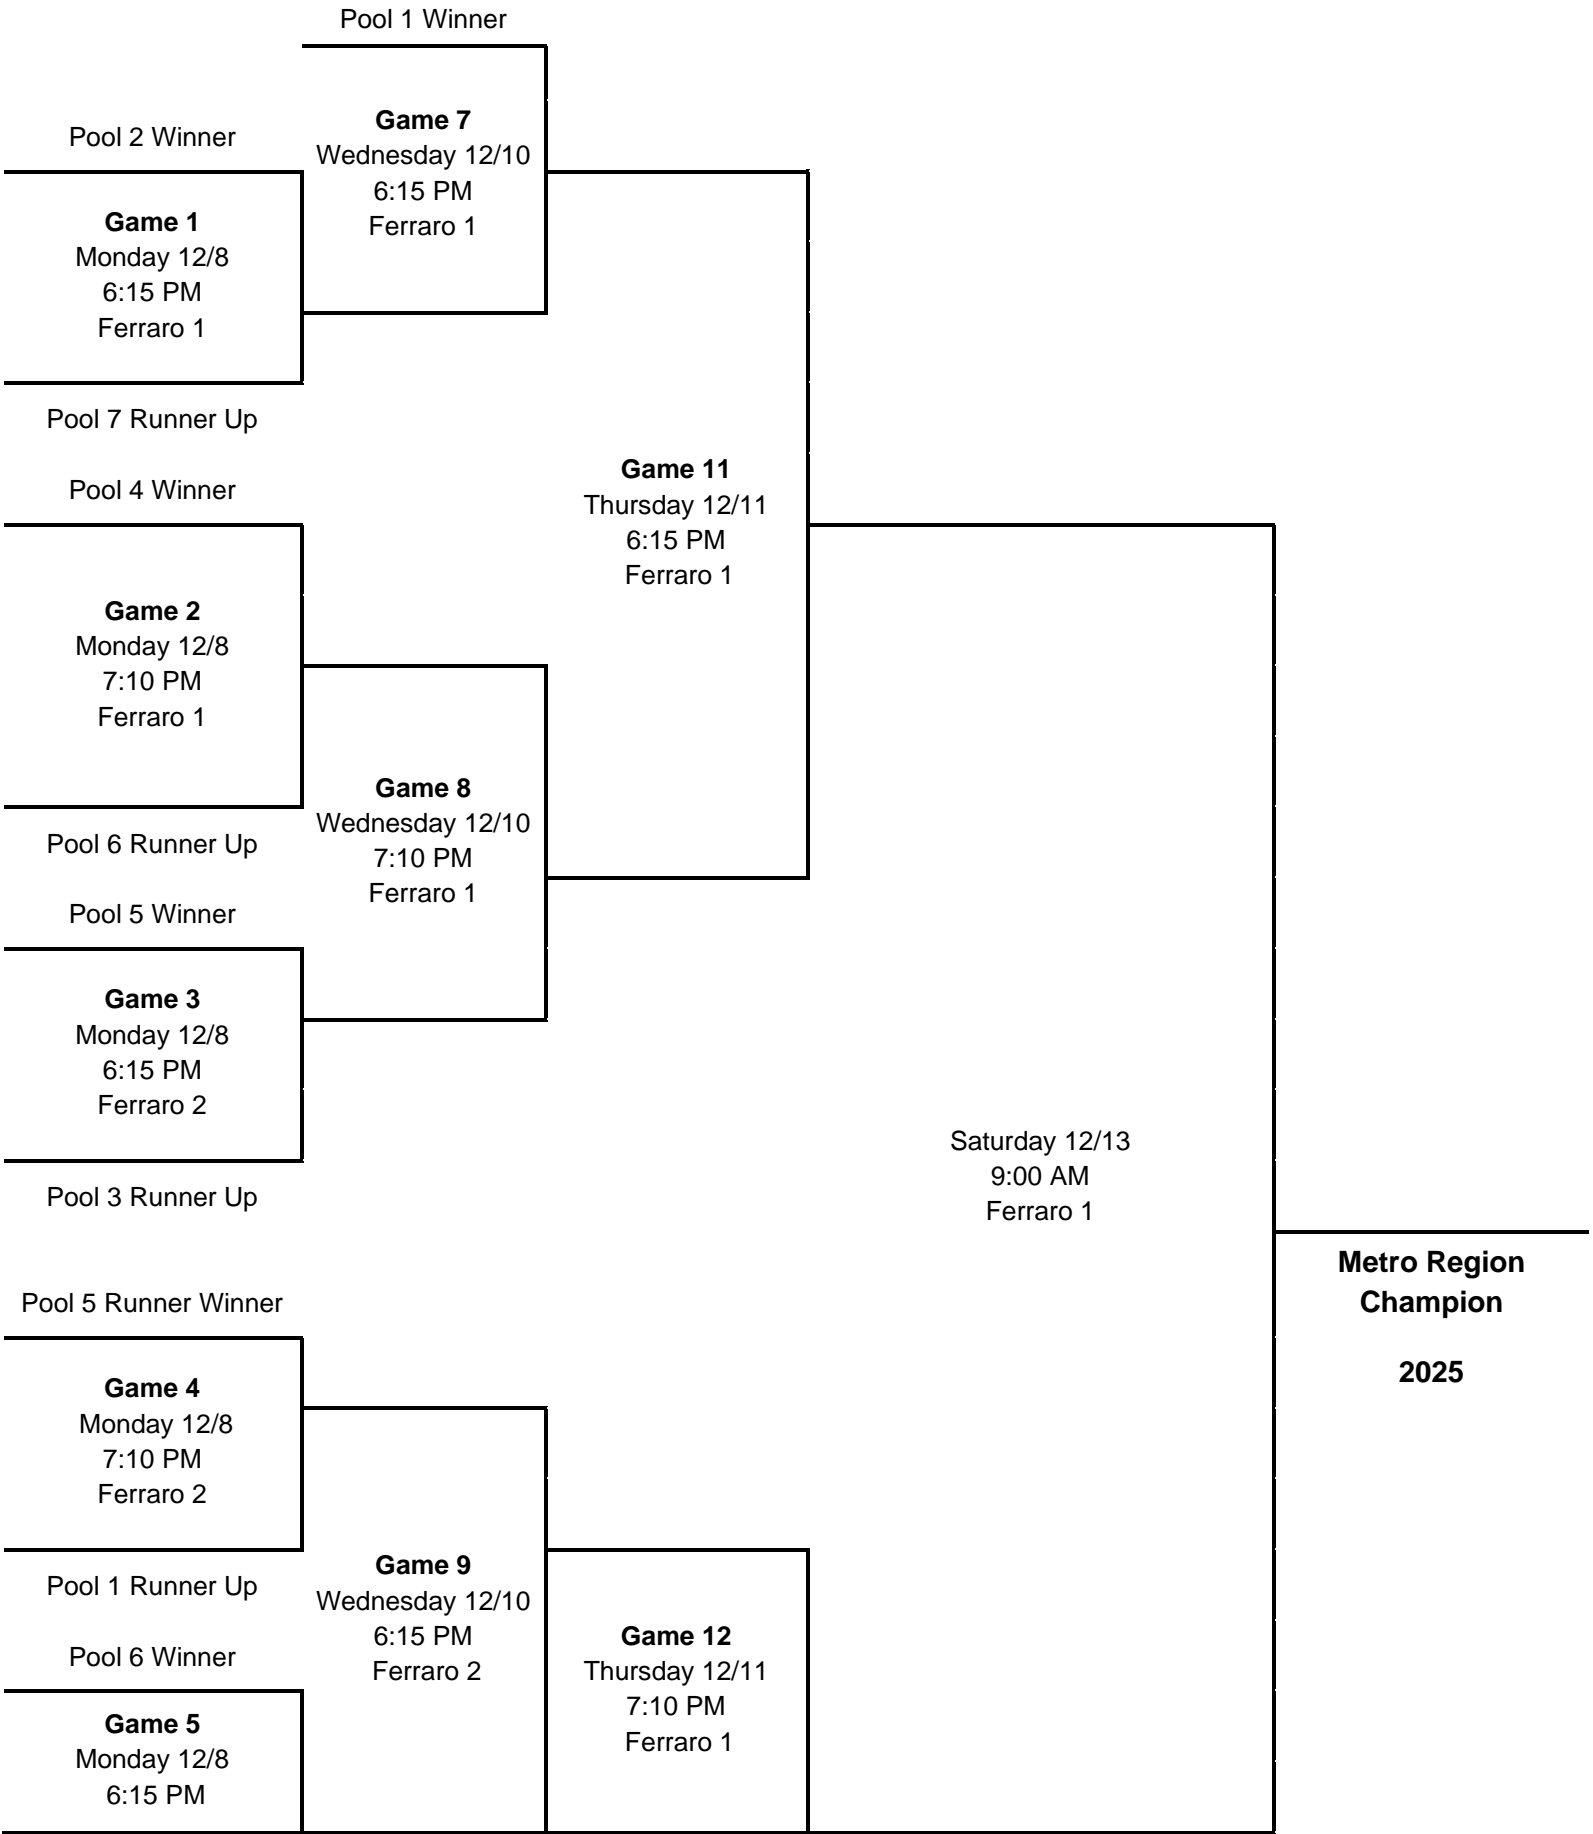 Pool 1 Winner
Game 7
Wednesday 12/10
6:15 PM
Ferraro 1
Pool 2 Winner
Game 1
Monday 12/8
6:15 PM
Ferraro 1
Pool 7 Runner Up
Pool 4 Winner
Game 11
Thursday 12/11
6:15 PM
Ferraro 1
Game 2
Monday 12/8
7:10 PM
Ferraro 1
Game 8
Wednesday 12/10
7:10 PM
Ferraro 1
Pool 6 Runner Up
Pool 5 Winner
Game 3
Monday 12/8
6:15 PM
Ferraro 2
Pool 3 Runner Up
Saturday 12/13
9:00 AM
Ferraro 1
Metro Region
Champion
2025
Pool 5 Runner Winner
Game 4
Monday 12/8
7:10 PM
Ferraro 2
Pool 1 Runner Up
Game 9
Wednesday 12/10
6:15 PM
Ferraro 2
Game 12
Thursday 12/11
7:10 PM
Ferraro 1
Pool 6 Winner
Game 5
Monday 12/8
6:15 PM